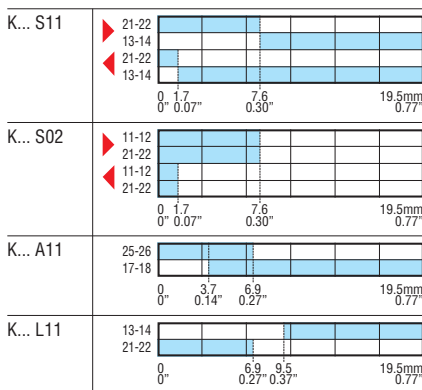 K... S11
21-22
13-14
21-22
13-14
0 1.7 7.6 19.5mm
0" 0.07" 0.30" 0.77"
K... S02
11-12
21-22
11-12
21-22
0 1.7 7.6 19.5mm
0" 0.07" 0.30" 0.77"
K... A11
25-26
17-18
0 3.7 6.9 19.5mm
0" 0.14" 0.27" 0.77"
K... L11
13-14
21-22
0 6.9 9.5 19.5mm
0" 0.27" 0.37" 0.77"